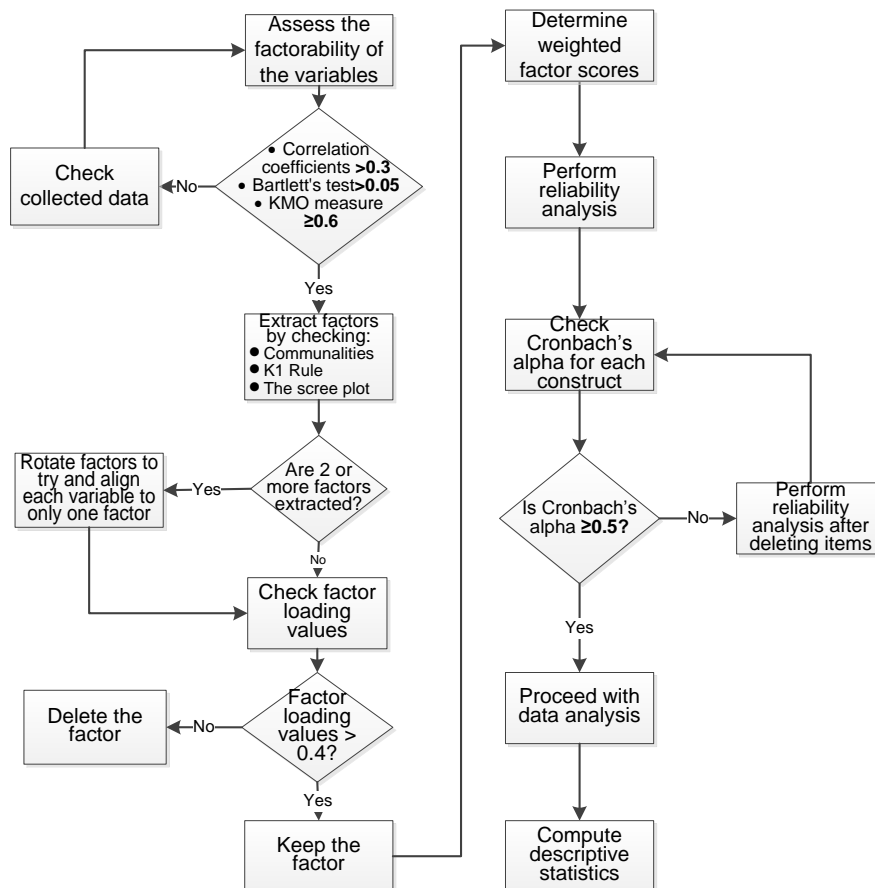 Assess the
factorability of
the variables
• Correlation
coefficients >0.3
• Bartlett's test>0.05
• KMO measure
≥0.6
No
Check
collected data
Yes
Extract factors
by checking:
● Communalities
● K1 Rule
● The scree plot
Are 2 or
more factors
extracted?
Yes
Rotate factors to
try and align
each variable to
only one factor
No
Check factor
loading
values
Factor
loading
values >
0.4?
No
Delete the
factor
Yes
Keep the
factor
Determine
weighted
factor scores
Perform
reliability
analysis
Check
Cronbach’s
alpha for each
construct
Is Cronbach’s
alpha ≥0.5?
No
Perform
reliability
analysis after
deleting items
Yes
Proceed with
data analysis
Compute
descriptive
statistics